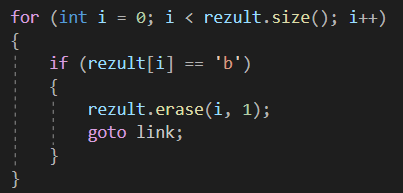 for (int i = 0; i < rezult.size(); i++)
{
if (rezult[i] == 'b')
{
rezult.erase(i, 1);
goto link;
}
}